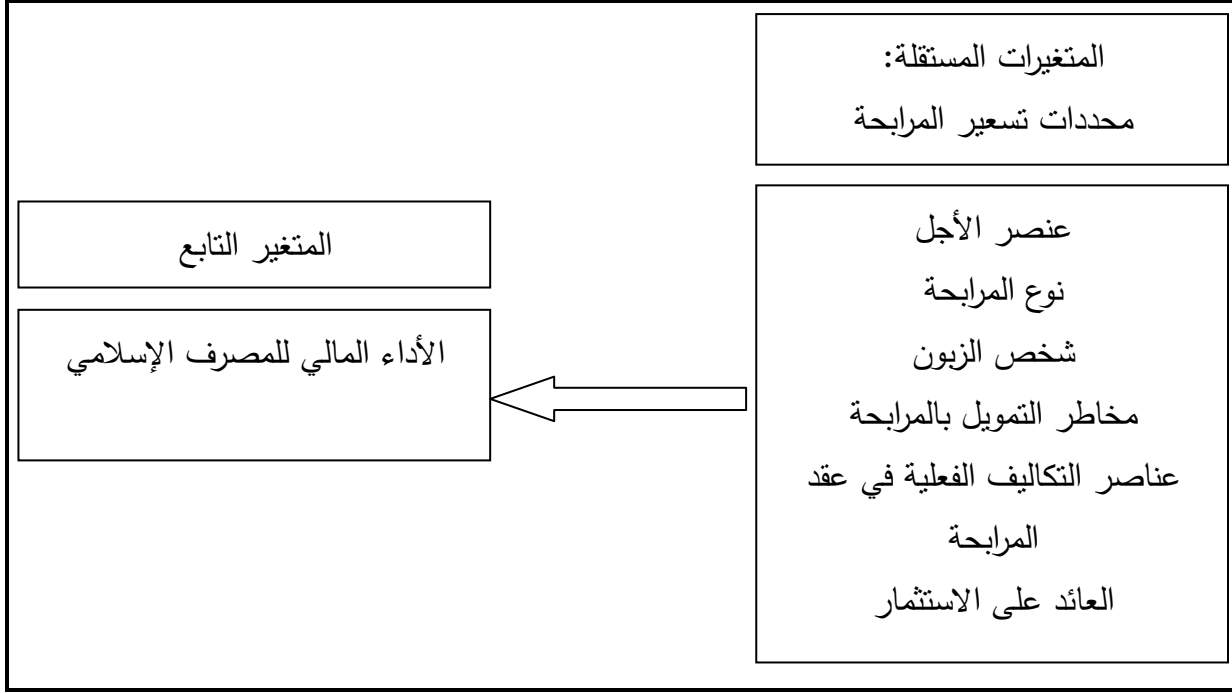 المتغيرات المستقلة:
محددات تسعير المرابحة
عنصر الأجل
نوع المرابحة
شخص الزبون
مخاطر التمويل بالمرابحة
عناصر التكاليف الفعلية في عقد
المرابحة
العائد على الاستثمار
المتغير التابع
الأداء المالي للمصرف الإسلامي